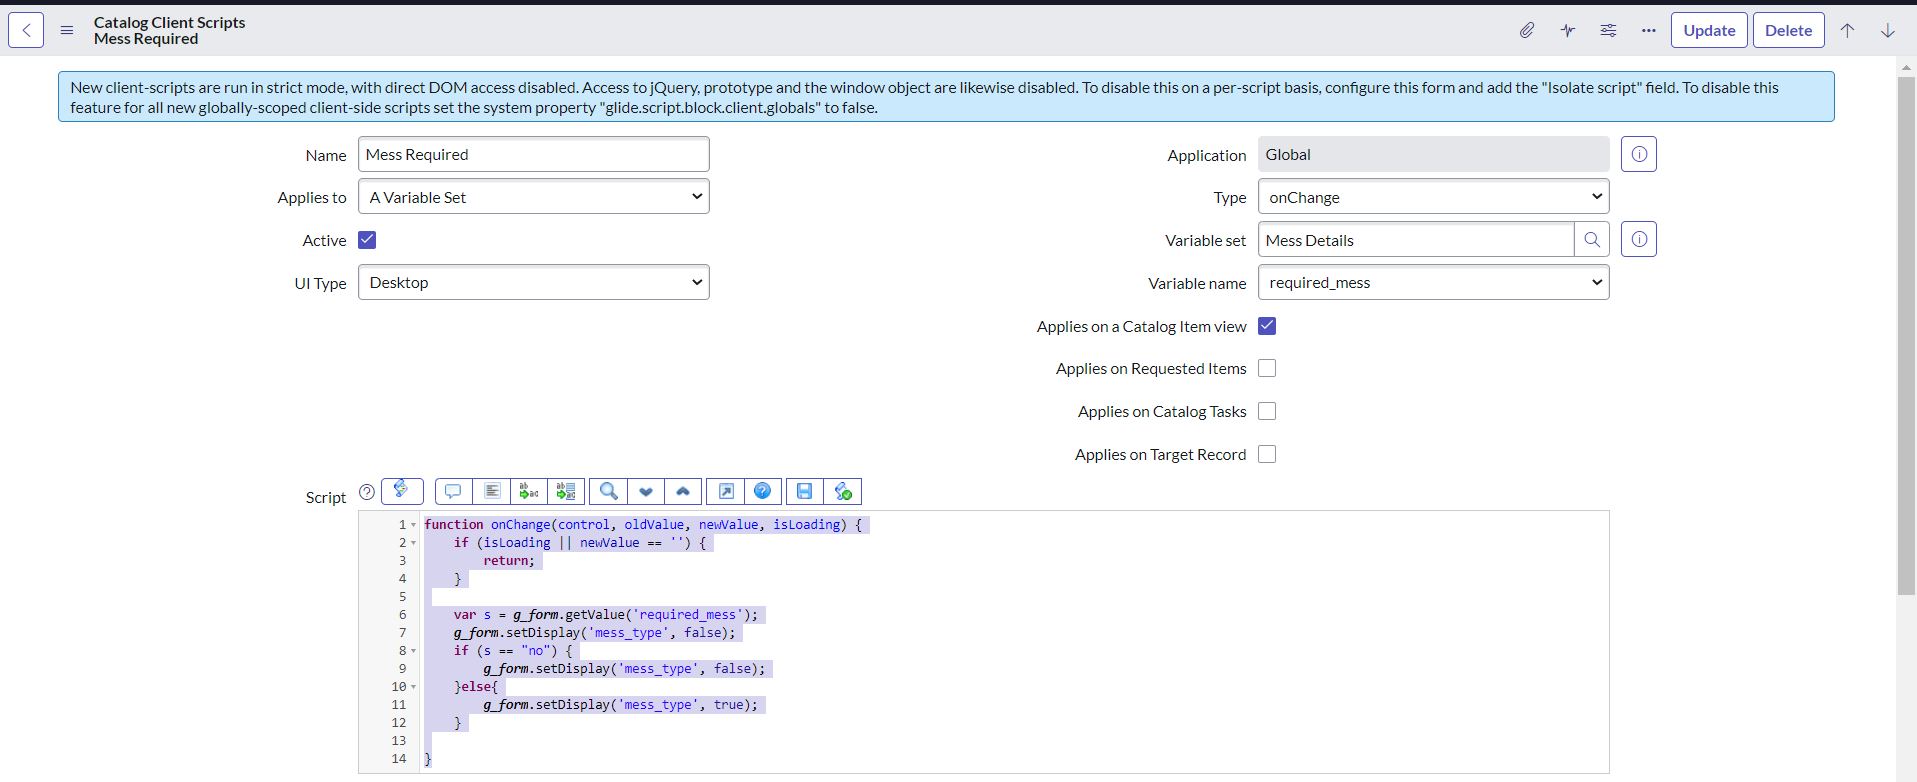 Catalog Client Scripts
Mess Required
Update
Delete
New client-scripts are run in strict mode, with direct DOM access disabled. Access to jQuery, prototype and the window object are likewise disabled. To disable this on a per-script basis, configure this form and add the "Isolate script" field. To disable this
feature for all new globally-scoped client-side scripts set the system property "glide.script.block.client.globals" to false.
Name Mess Required
Application Global
Applies to A Variable Set
Type onChange
Active
Variable set Mess Details
UI Type Desktop
Variable name required_mess
Applies on a Catalog Item view
Applies on Requested Items
Applies on Catalog Tasks
Applies on Target Record
Script
1 function onChange(control, oldValue, newValue, isLoading) {
2 if (isLoading || newValue == '') {
3 return;
4 }
5
6 var s = g_form.getValue('required_mess');
7 g_form.setDisplay('mess_type', false);
8 if (s == "no") {
9 g_form.setDisplay('mess_type', false);
10 }else{
11 g_form.setDisplay('mess_type', true);
12 }
13
14 }